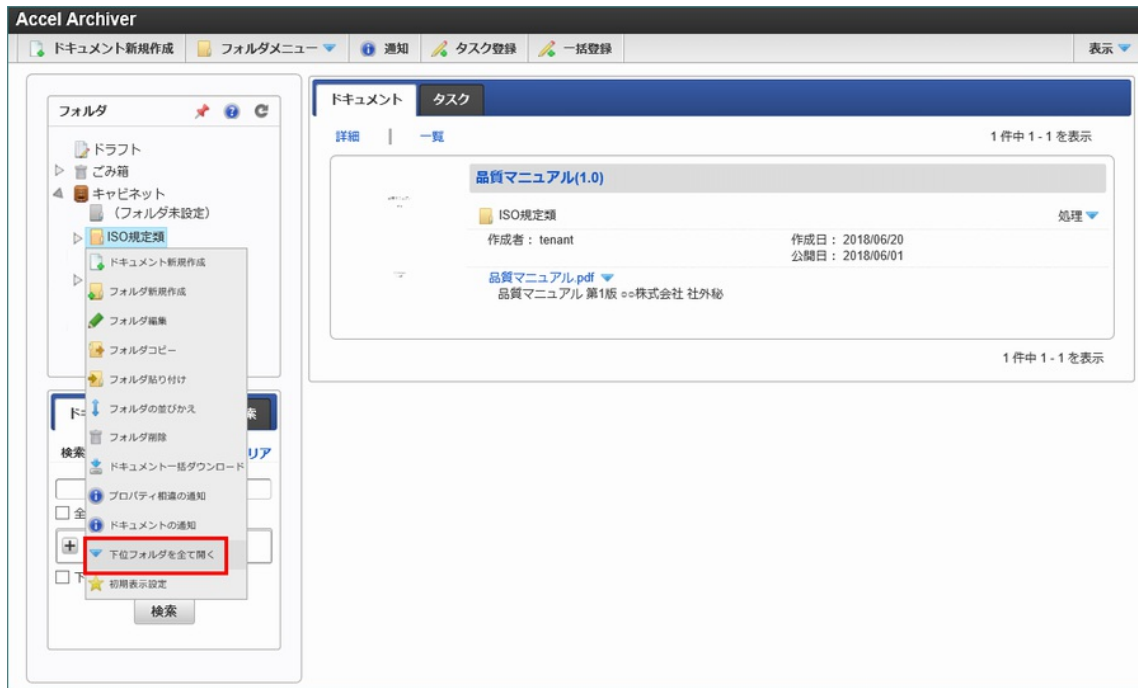 Accel Archiver
ドキュメント新規作成 フォルダメニュー 通知 タスク登録 一括登録 表示
フォルダ
ドラフト
ごみ箱
キャビネット
(フォルダ未設定)
ISO規定類
ドキュメント新規作成
フォルダ新規作成
フォルダ編集
フォルダコピー
フォルダ貼り付け
フォルダの並びかえ
フォルダ削除
ドキュメント一括ダウンロード
プロパティ相違の通知
ドキュメントの通知
下位フォルダを全て開く
初期表示設定
検索
リア
全
下
検索
ドキュメント タスク
詳細 | 一覧 1 件中 1 - 1 を表示
品質マニュアル(1.0)
ISO規定類 処理
作成者： tenant 作成日： 2018/06/20
公開日： 2018/06/01
品質マニュアル.pdf
品質マニュアル 第1版 ○○株式会社 社外秘
1 件中 1 - 1 を表示